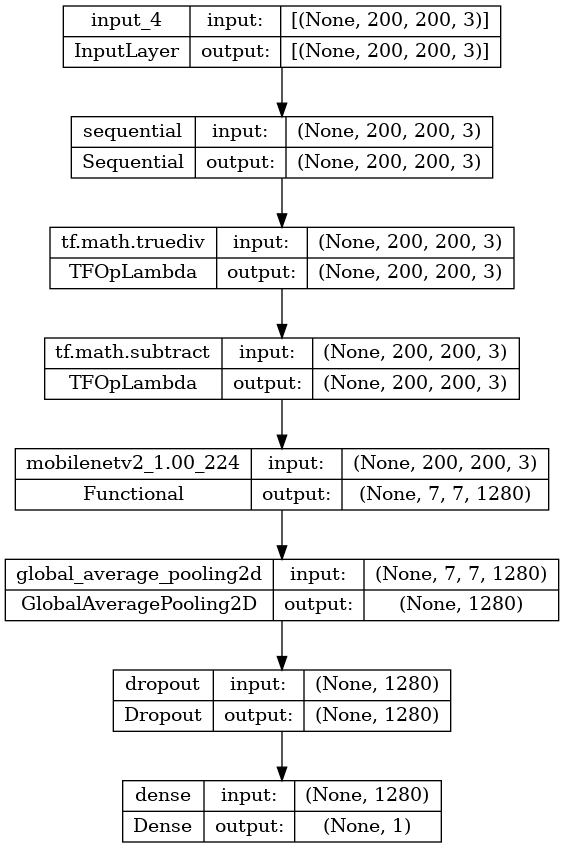 input_4 input: [(None, 200, 200, 3)]
InputLayer output: [(None, 200, 200, 3)]
sequential input: (None, 200, 200, 3)
Sequential output: (None, 200, 200, 3)
tf.math.truediv input: (None, 200, 200, 3)
TFOpLambda output: (None, 200, 200, 3)
tf.math.subtract input: (None, 200, 200, 3)
TFOpLambda output: (None, 200, 200, 3)
mobilenetv2_1.00_224 input: (None, 200, 200, 3)
Functional output: (None, 7, 7, 1280)
global_average_pooling2d input: (None, 7, 7, 1280)
GlobalAveragePooling2D output: (None, 1280)
dropout input: (None, 1280)
Dropout output: (None, 1280)
dense input: (None, 1280)
Dense output: (None, 1)